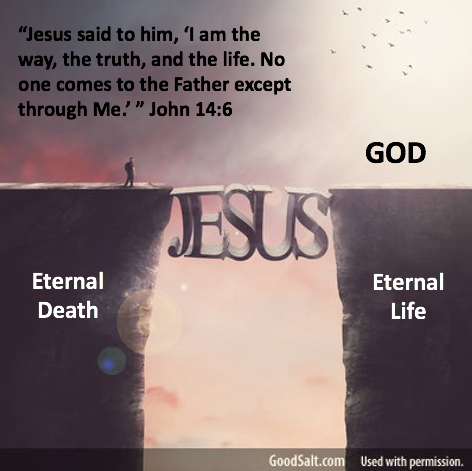 “Jesus said to him, ‘I am the
way, the truth, and the life. No
one comes to the Father except
through Me.’ ” John 14:6
GOD
JESUS
Eternal
Death
Eternal
Life
GoodSalt.com Used with permission.